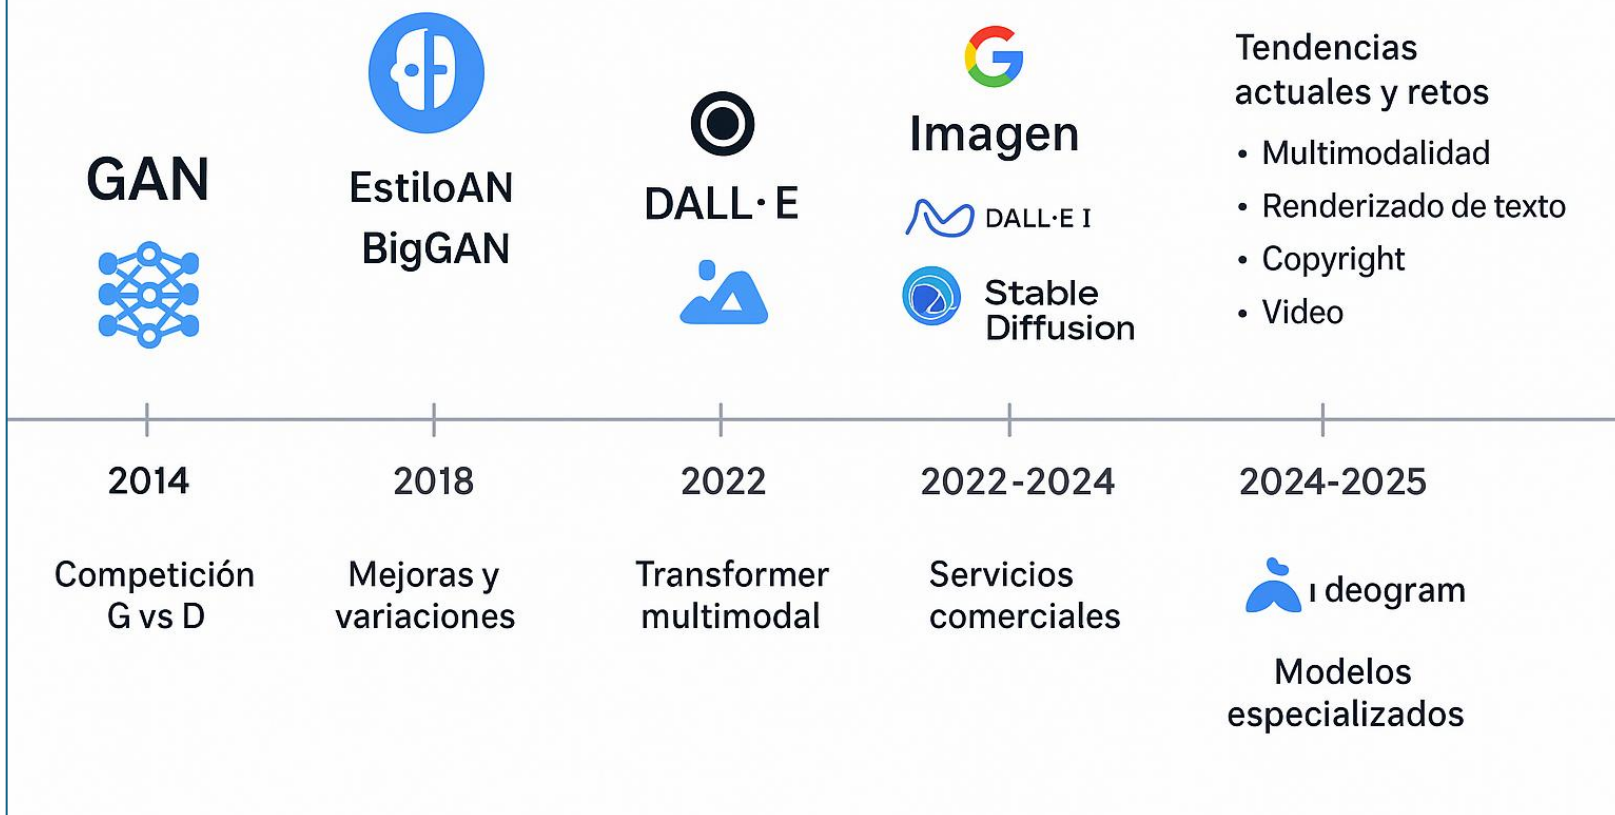 GAN
EstiloAN
BigGAN
DALL·E
Imagen
DALL·E I
Stable
Diffusion
Tendencias
actuales y retos
• Multimodalidad
• Renderizado de texto
• Copyright
• Video
2014
2018
2022
2022-2024
2024-2025
Competición
G vs D
Mejoras y
variaciones
Transformer
multimodal
Servicios
comerciales
ı deogram
Modelos
especializados